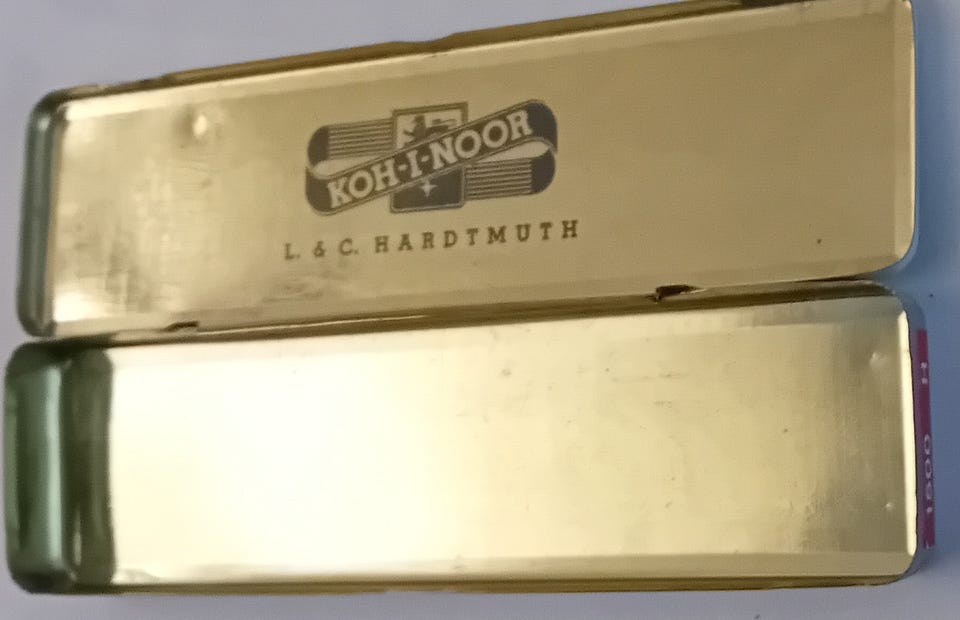 KOH-I-NOOR
L. & C. HARDTMUTH
1500